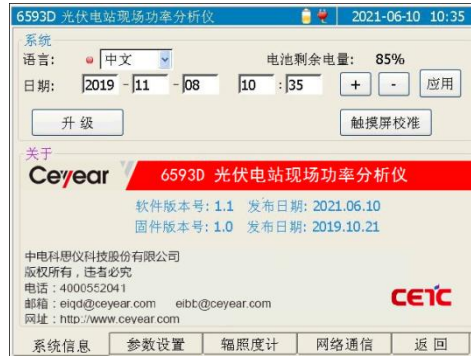 6593D 光伏电站现场功率分析仪 2021-06-10 10:35
系统
语言: 中文 电池剩余电量: 85%
日期: 2019 - 11 - 08 10 : 35 + - 应用
升 级 触摸屏校准
关于
Ceyear 6593D 光伏电站现场功率分析仪
软件版本号: 1.1 发布日期: 2021.06.10
固件版本号: 1.0 发布日期: 2019.10.21
中电科思仪科技股份有限公司
版权所有，违者必究
电话：4000552041
邮箱：eiqd@ceyear.com eibb@ceyear.com
网址：http://www.ceyear.com
CETC
系统信息 参数设置 辐照度计 网络通信 返 回